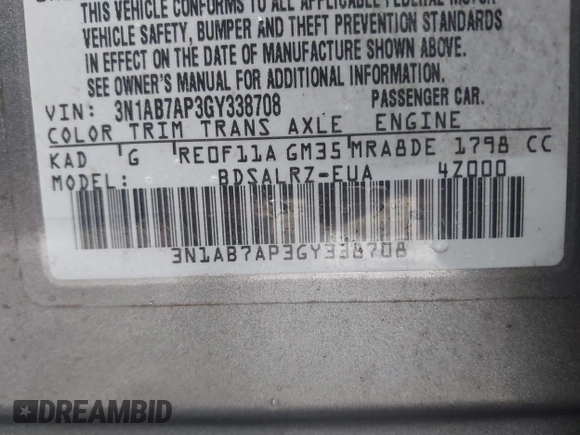 THIS VEHICLE CONFORMS TO ALL APPLICABLE FEDERAL MOTOR
VEHICLE SAFETY, BUMPER AND THEFT PREVENTION STANDARDS
IN EFFECT ON THE DATE OF MANUFACTURE SHOWN ABOVE.
SEE OWNER'S MANUAL FOR ADDITIONAL INFORMATION.
VIN: 3N1AB7AP3GY338708 PASSENGER CAR.
COLOR TRIM TRANS AXLE ENGINE
KAD G RE0F11A GM35 MRA8DE 1798 CC
MODEL: BDSALRZ-EUA 4Z000
3N1AB7AP3GY338708
DREAMBID